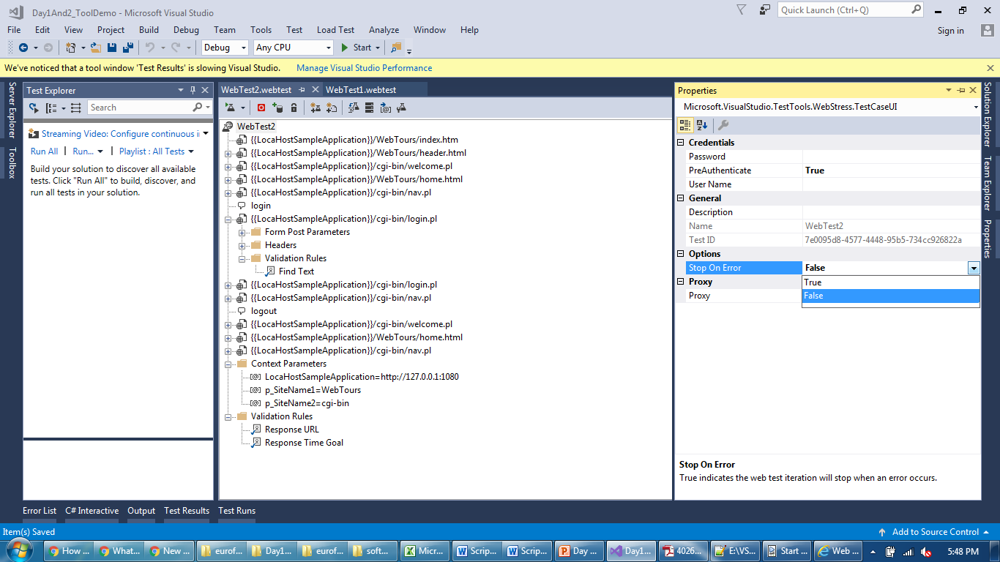 Day1And2_ToolDemo - Microsoft Visual Studio
Quick Launch (Ctrl+Q)
File Edit View Project Build Debug Team Tools Test Load Test Analyze Window Help
Sign in
Debug Any CPU Start
We've noticed that a tool window 'Test Results' is slowing Visual Studio. Manage Visual Studio Performance
Server Explorer
Toolbox
Test Explorer
Search
Streaming Video: Configure continuous i
Run All Run... Playlist : All Tests
Build your solution to discover all available
tests. Click "Run All" to build, discover, and
run all tests in your solution.
WebTest2.webtest WebTest1.webtest
WebTest2
{{LocaHostSampleApplication}}/WebTours/index.htm
{{LocaHostSampleApplication}}/WebTours/header.html
{{LocaHostSampleApplication}}/cgi-bin/welcome.pl
{{LocaHostSampleApplication}}/WebTours/home.html
{{LocaHostSampleApplication}}/cgi-bin/nav.pl
login
{{LocaHostSampleApplication}}/cgi-bin/login.pl
Form Post Parameters
Headers
Validation Rules
Find Text
{{LocaHostSampleApplication}}/cgi-bin/login.pl
{{LocaHostSampleApplication}}/cgi-bin/nav.pl
logout
{{LocaHostSampleApplication}}/cgi-bin/welcome.pl
{{LocaHostSampleApplication}}/WebTours/home.html
{{LocaHostSampleApplication}}/cgi-bin/nav.pl
Context Parameters
LocaHostSampleApplication=http://127.0.0.1:1080
p_SiteName1=WebTours
p_SiteName2=cgi-bin
Validation Rules
Response URL
Response Time Goal
Properties
Microsoft.VisualStudio.TestTools.WebStress.TestCaseUI
Credentials
Password
PreAuthenticate True
User Name
General
Description
Name WebTest2
Test ID 7e0095d8-4577-4448-95b5-734cc926822a
Options
Stop On Error False
Proxy True
Proxy False
Stop On Error
True indicates the web test iteration will stop when an error occurs.
Solution Explorer
Team Explorer
Properties
Error List C# Interactive Output Test Results Test Runs
Item(s) Saved
Add to Source Control
How ... What... New ... eurof... Day1... eurof... soft... Micr... Scrip... Scrip... Day ... Day1... 4026... E:\VS... Start ... Web ... 5:48 PM